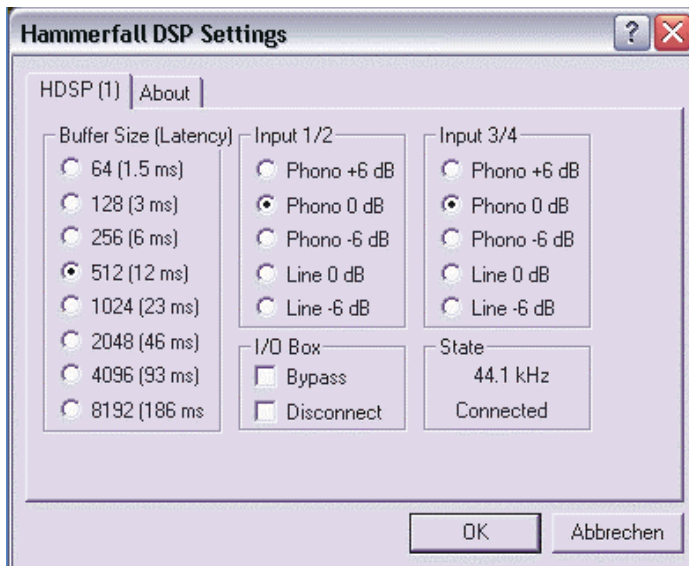 Hammerfall DSP Settings
HDSP (1)
About
Buffer Size (Latency)
64 (1.5 ms)
128 (3 ms)
256 (6 ms)
512 (12 ms)
1024 (23 ms)
2048 (46 ms)
4096 (93 ms)
8192 (186 ms
Input 1/2
Phono +6 dB
Phono 0 dB
Phono -6 dB
Line 0 dB
Line -6 dB
Input 3/4
Phono +6 dB
Phono 0 dB
Phono -6 dB
Line 0 dB
Line -6 dB
I/O Box
Bypass
Disconnect
State
44.1 kHz
Connected
OK
Abbrechen